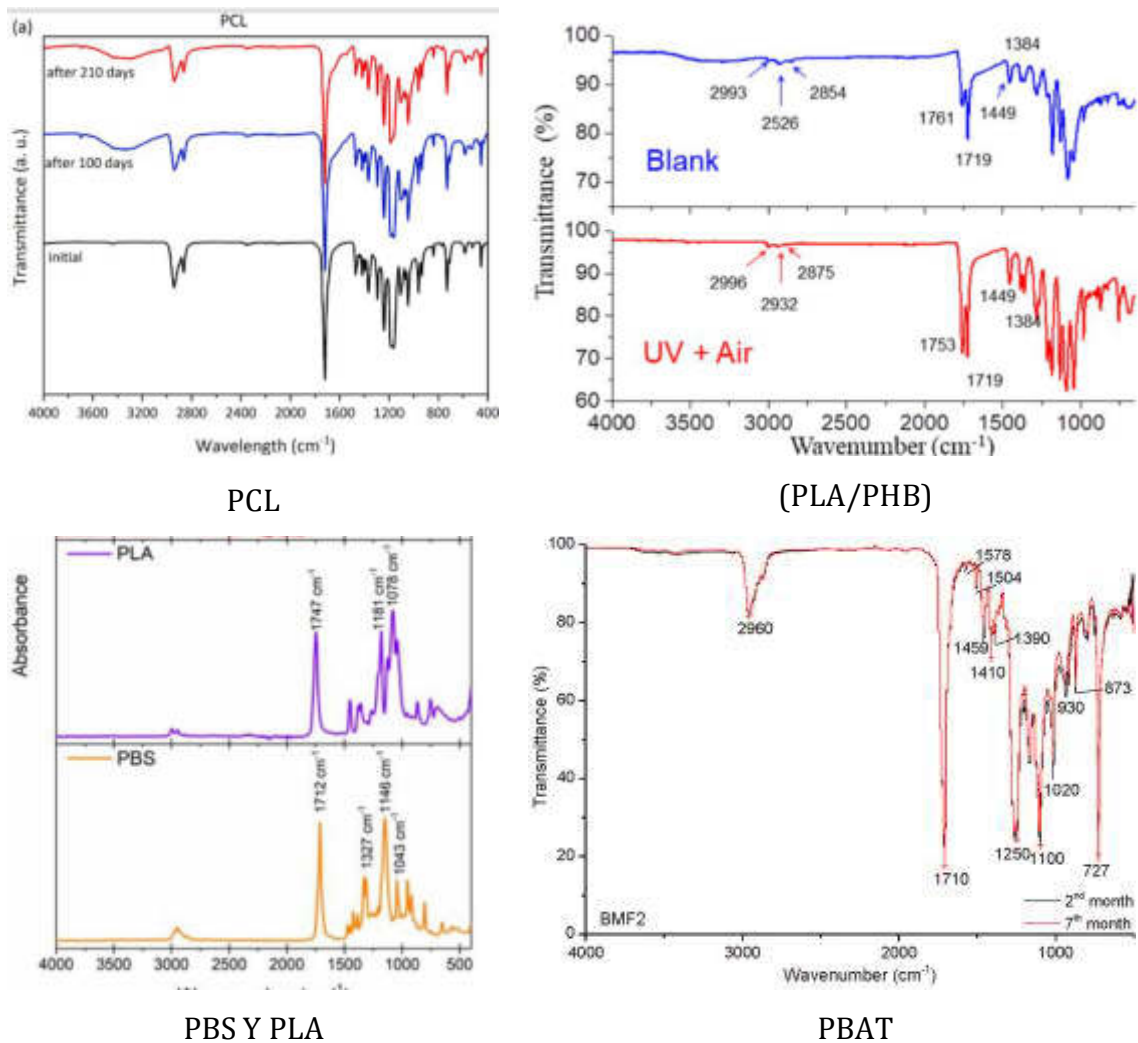 (a)
PCL
after 210 days
after 100 days
initial
Transmittance (a. u.)
4000 3600 2800 2400 2000 1600 1200 800 400
Wavelength (cm-1)
PCL
100
90
80
70
2993
2526
2854
1761
1719
1449
1384
Blank
100
90
80
70
60
2996
2932
2875
1753
1719
1449
1384
UV + Air
Transmittance (%)
4000 3500 3000 2500 2000 1500 1000
Wavenumber (cm-1)
(PLA/PHB)
Absorbance
PLA
1747 cm-1
1181 cm-1
1078 cm-1
PBS
1712 cm-1
1327 cm-1
1146 cm-1
1043 cm-1
4000 3500 3000 2500 2000 1500 1000 500
PBS Y PLA
Transmittance (%)
100
80
60
40
20
0
2960
1710
1578
1504
1459
1410
1390
1250
1100
1020
930
873
727
BMF2
2nd month
7th month
4000 3000 2000 1000
Wavenumber (cm-1)
PBAT